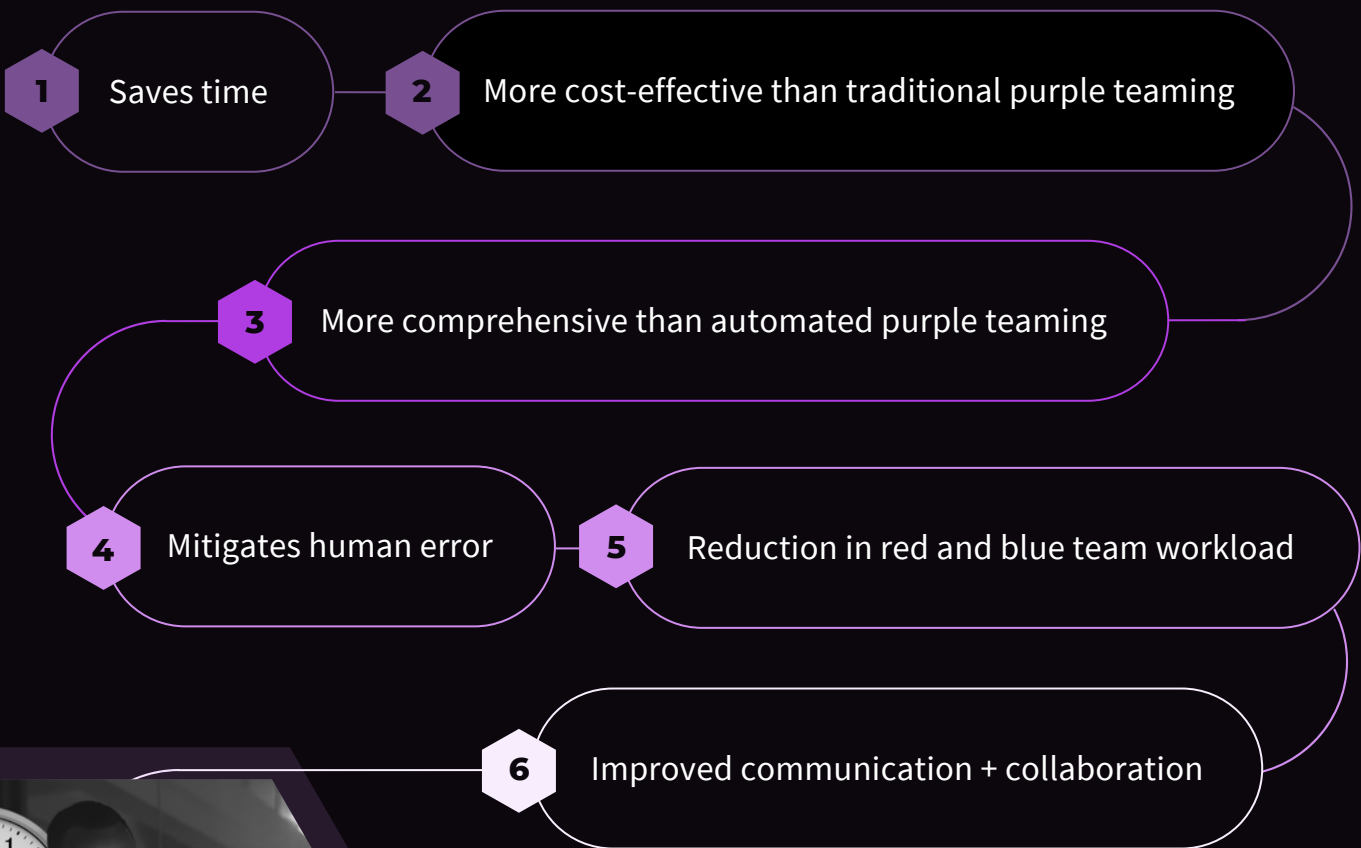 1 Saves time
2 More cost-effective than traditional purple teaming
3 More comprehensive than automated purple teaming
4 Mitigates human error
5 Reduction in red and blue team workload
6 Improved communication + collaboration
1